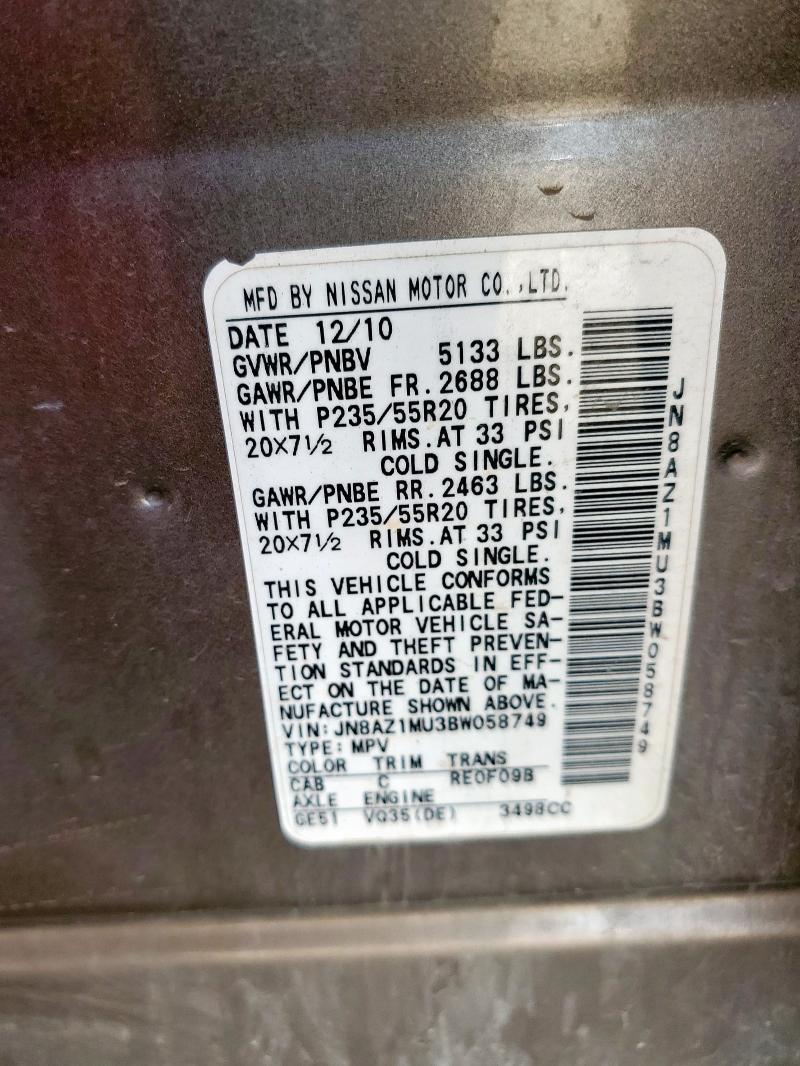 MFD BY NISSAN MOTOR CO.,LTD.
DATE 12/10
GVWR/PNBV 5133 LBS.
GAWR/PNBE FR.2688 LBS.
WITH P235/55R20 TIRES,
20×7½ RIMS.AT 33 PSI
COLD SINGLE.
GAWR/PNBE RR.2463 LBS.
WITH P235/55R20 TIRES,
20×7½ RIMS.AT 33 PSI
COLD SINGLE.
THIS VEHICLE CONFORMS
TO ALL APPLICABLE FED-
ERAL MOTOR VEHICLE SA-
FETY AND THEFT PREVEN-
TION STANDARDS IN EFF-
ECT ON THE DATE OF MA-
NUFACTURE SHOWN ABOVE.
VIN:JN8AZ1MU3BW058749
TYPE:MPV
COLOR TRIM TRANS
CAB C RE0F09B
AXLE ENGINE
GE51 VQ35(DE) 3498CC
JN8AZ1MU3BW058749